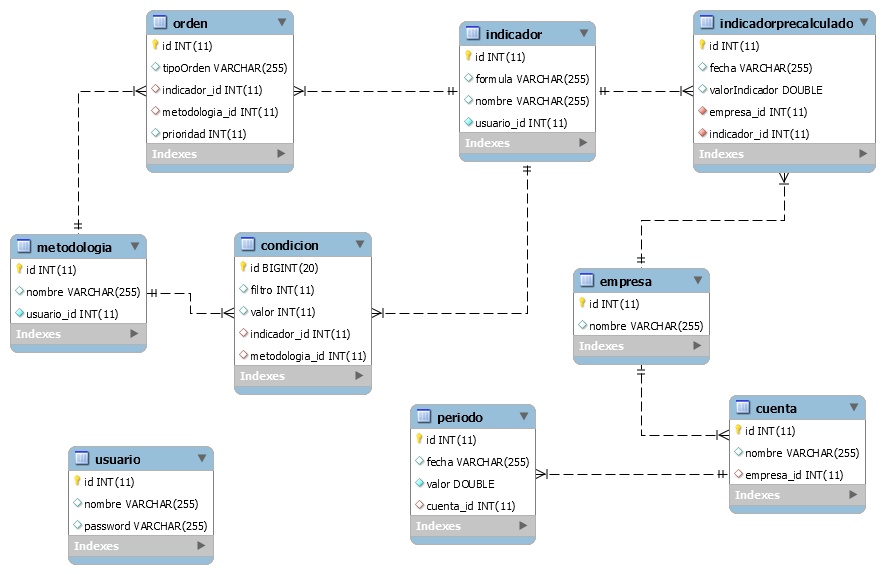 orden
id INT(11)
tipoOrden VARCHAR(255)
indicador_id INT(11)
metodologia_id INT(11)
prioridad INT(11)
Indexes
indicador
id INT(11)
formula VARCHAR(255)
nombre VARCHAR(255)
usuario_id INT(11)
Indexes
indicadorprecalculado
id INT(11)
fecha VARCHAR(255)
valorIndicador DOUBLE
empresa_id INT(11)
indicador_id INT(11)
Indexes
metodologia
id INT(11)
nombre VARCHAR(255)
usuario_id INT(11)
Indexes
condicion
id BIGINT(20)
filtro INT(11)
valor INT(11)
indicador_id INT(11)
metodologia_id INT(11)
Indexes
empresa
id INT(11)
nombre VARCHAR(255)
Indexes
usuario
id INT(11)
nombre VARCHAR(255)
password VARCHAR(255)
Indexes
periodo
id INT(11)
fecha VARCHAR(255)
valor DOUBLE
cuenta_id INT(11)
Indexes
cuenta
id INT(11)
nombre VARCHAR(255)
empresa_id INT(11)
Indexes